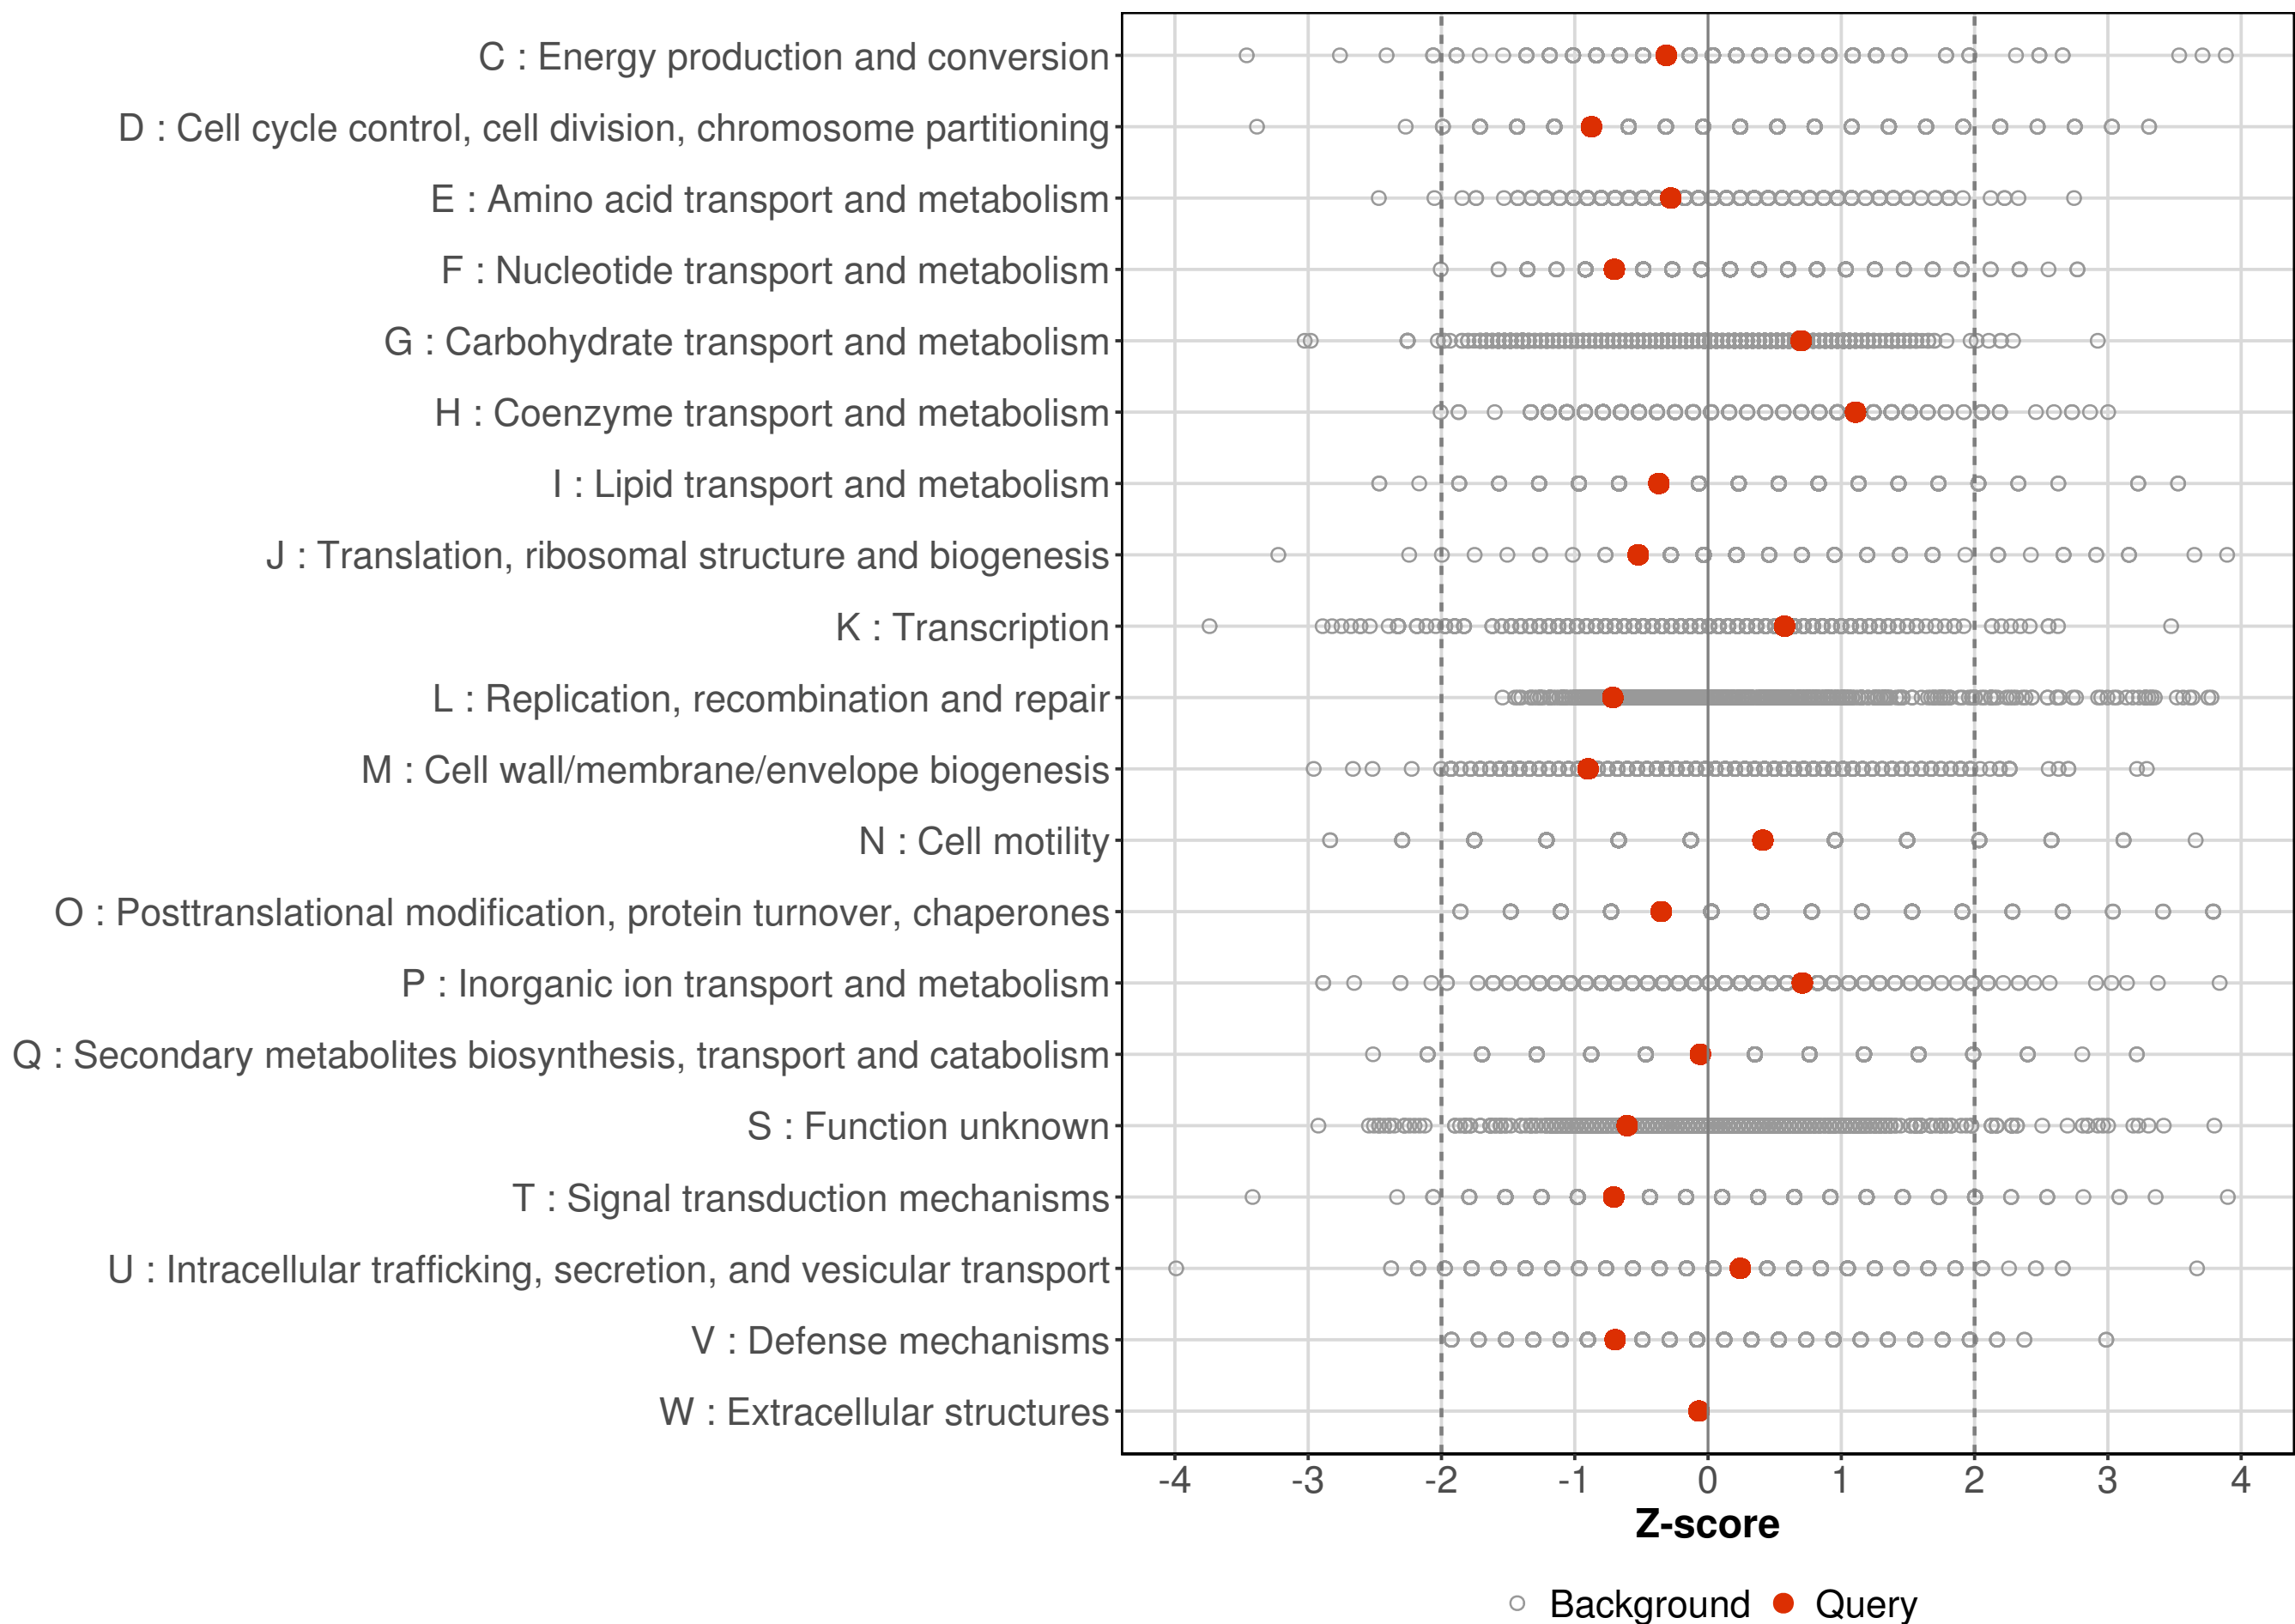 C : Energy production and conversion
D : Cell cycle control, cell division, chromosome partitioning
E : Amino acid transport and metabolism
F : Nucleotide transport and metabolism
G : Carbohydrate transport and metabolism
H : Coenzyme transport and metabolism
I : Lipid transport and metabolism
J : Translation, ribosomal structure and biogenesis
K : Transcription
L : Replication, recombination and repair
M : Cell wall/membrane/envelope biogenesis
N : Cell motility
O : Posttranslational modification, protein turnover, chaperones
P : Inorganic ion transport and metabolism
Q : Secondary metabolites biosynthesis, transport and catabolism
S : Function unknown
T : Signal transduction mechanisms
U : Intracellular trafficking, secretion, and vesicular transport
V : Defense mechanisms
W : Extracellular structures
-4 -3 -2 -1 0 1 2 3 4
Z-score
Background Query